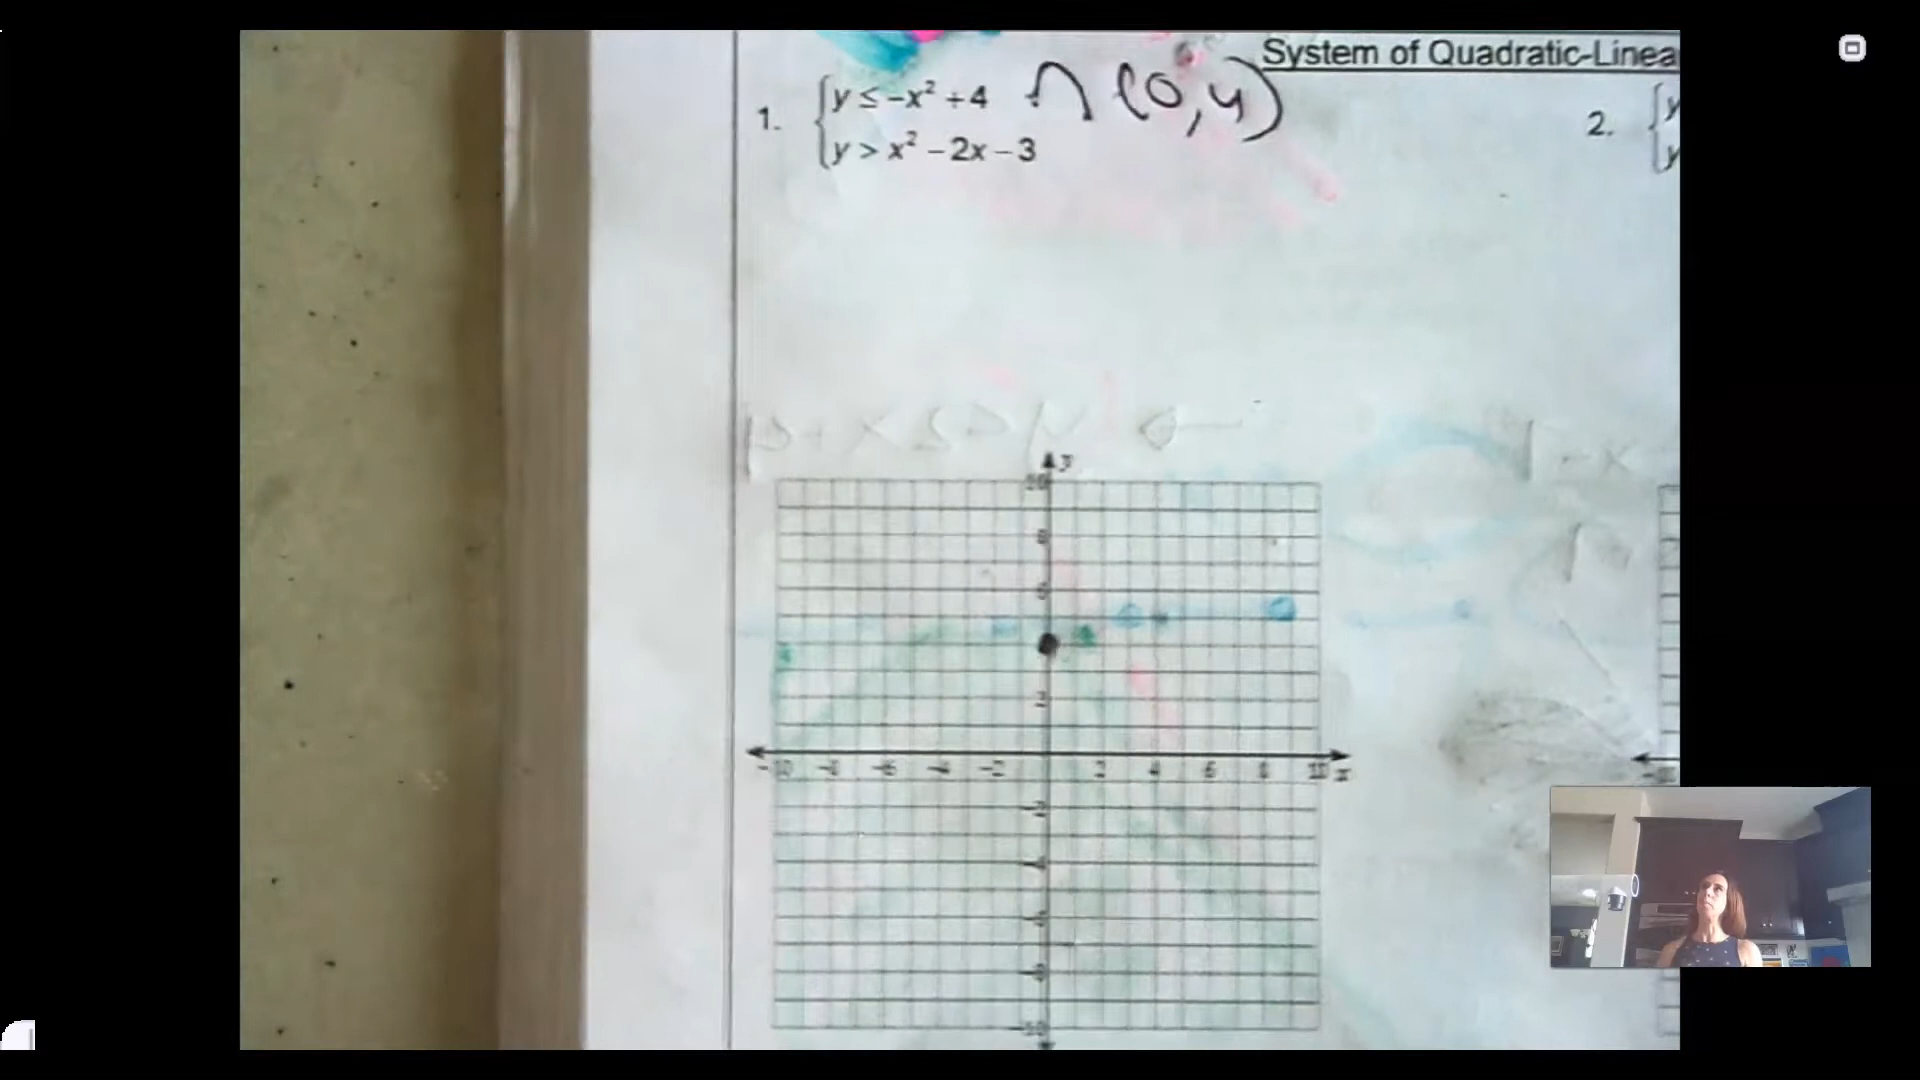 System of Quadratic-Linea
1. y ≤ -x² + 4 ∩ (0,4)
y > x² - 2x - 3
2. y
y
y
10
8
6
2
-10 -8 -6 -4 -2 2 4 6 8 10 x
-2
-4
-6
-8
-10